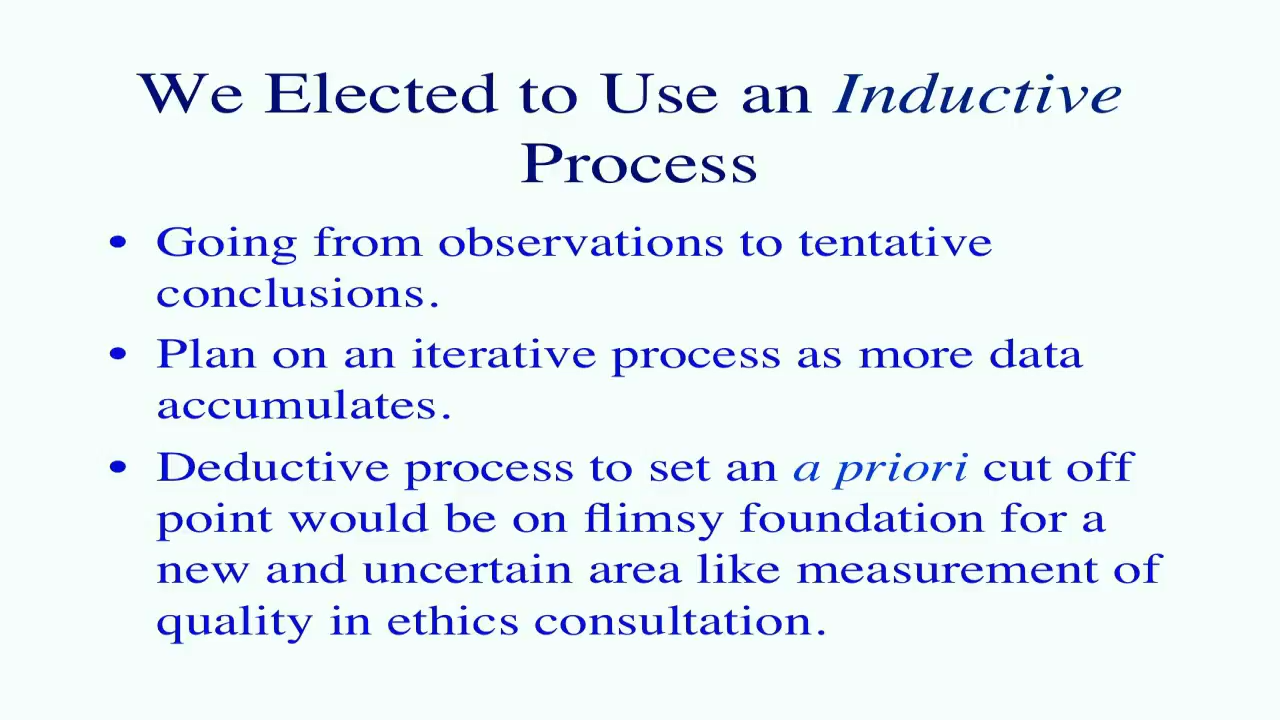 We Elected to Use an Inductive
Process
• Going from observations to tentative
conclusions.
• Plan on an iterative process as more data
accumulates.
• Deductive process to set an a priori cut off
point would be on flimsy foundation for a
new and uncertain area like measurement of
quality in ethics consultation.